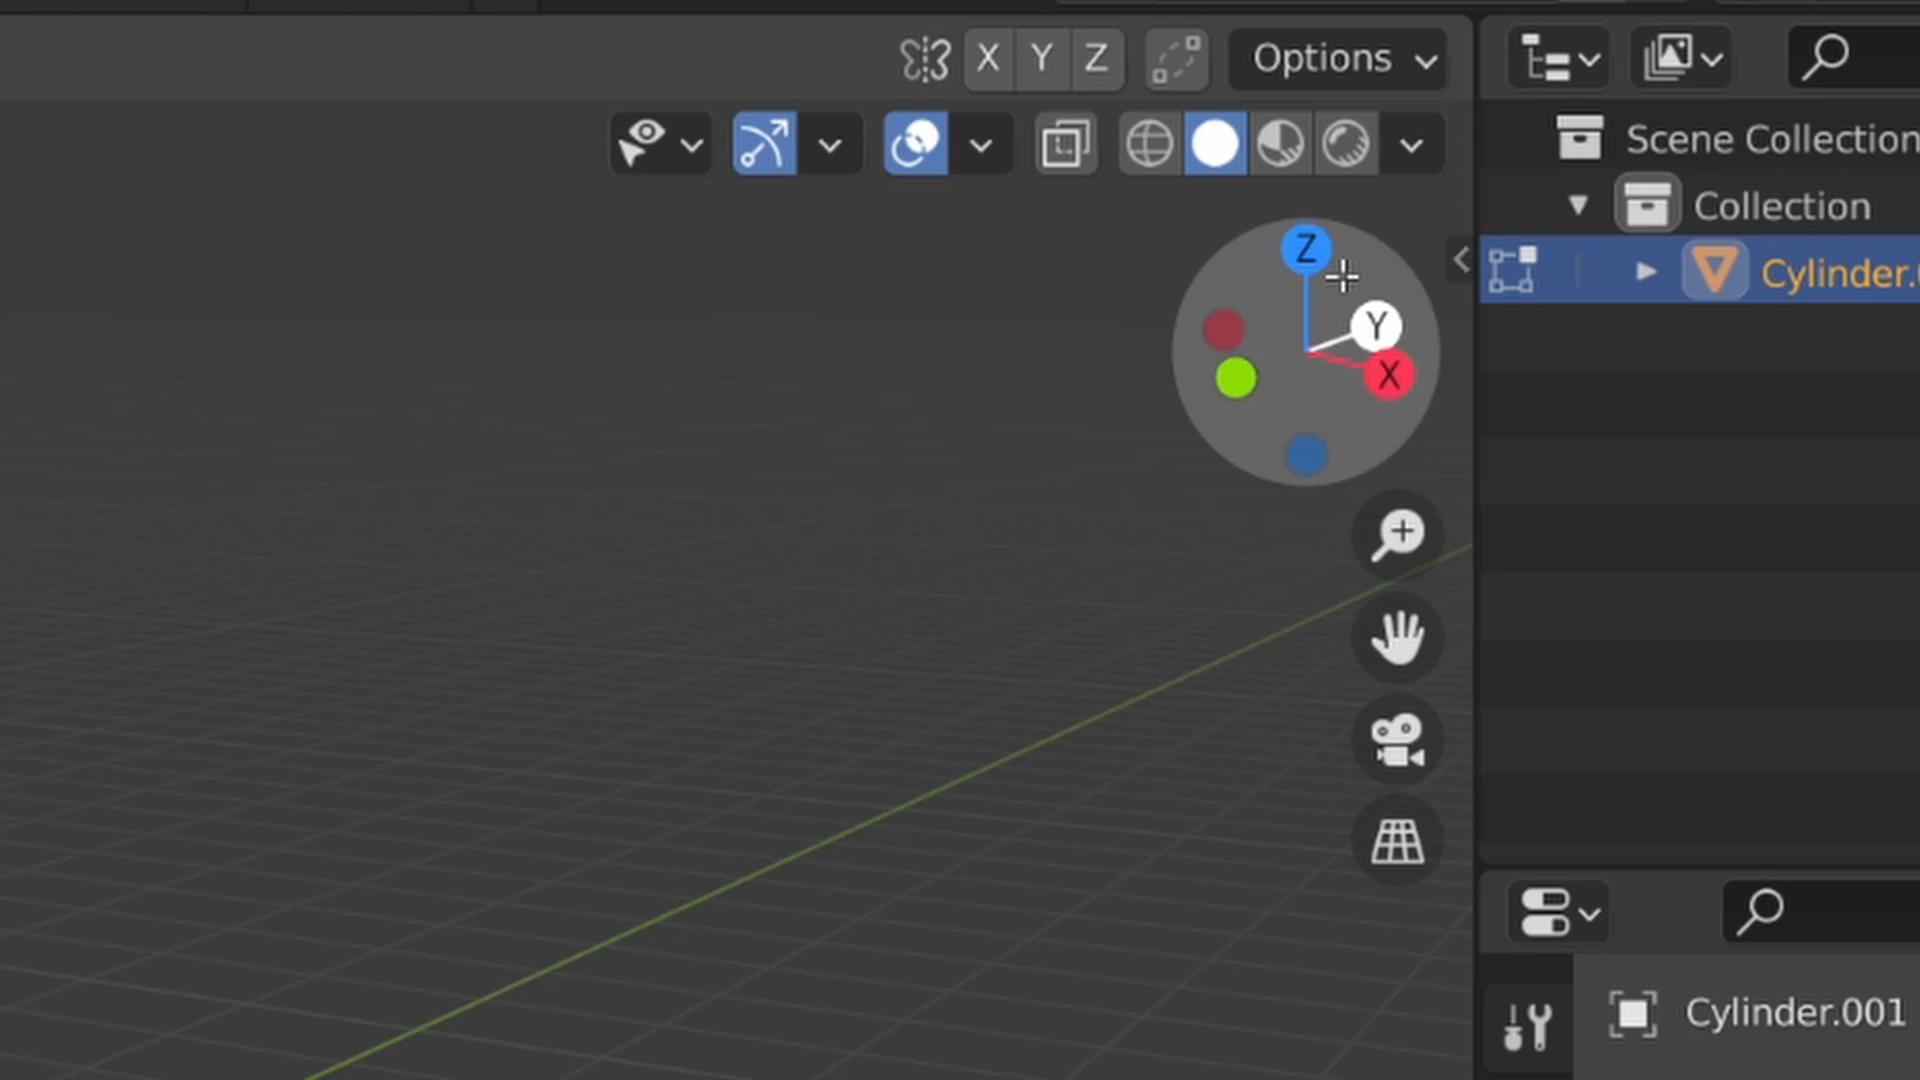 X Y Z Options
Scene Collection
Collection
Cylinder.
Z
Y
X
Cylinder.001